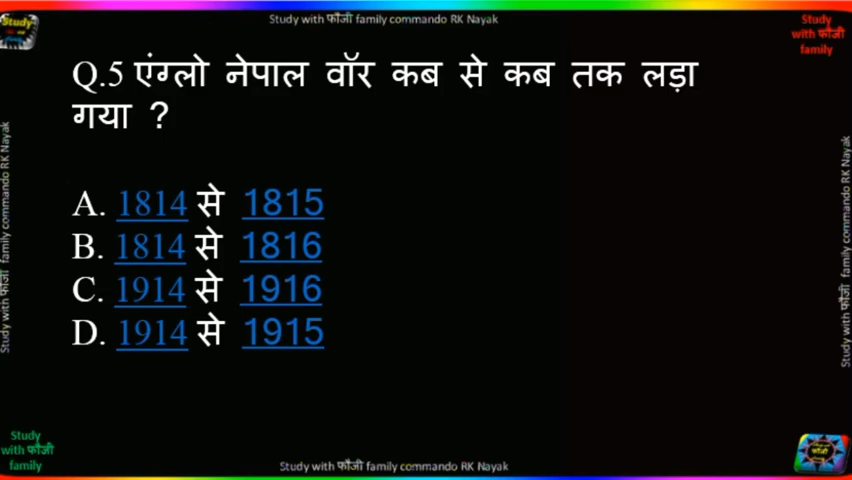 Study with फौजी family commando RK Nayak
Study
Study
with फौजी
family
Q.5 एंग्लो नेपाल वॉर कब से कब तक लड़ा
गया ?
A. 1814 से 1815
B. 1814 से 1816
C. 1914 से 1916
D. 1914 से 1915
Study with फौजी family commando RK Nayak
Study with फौजी family commando RK Nayak
Study
with फौजी
family
Study with फौजी family commando RK Nayak